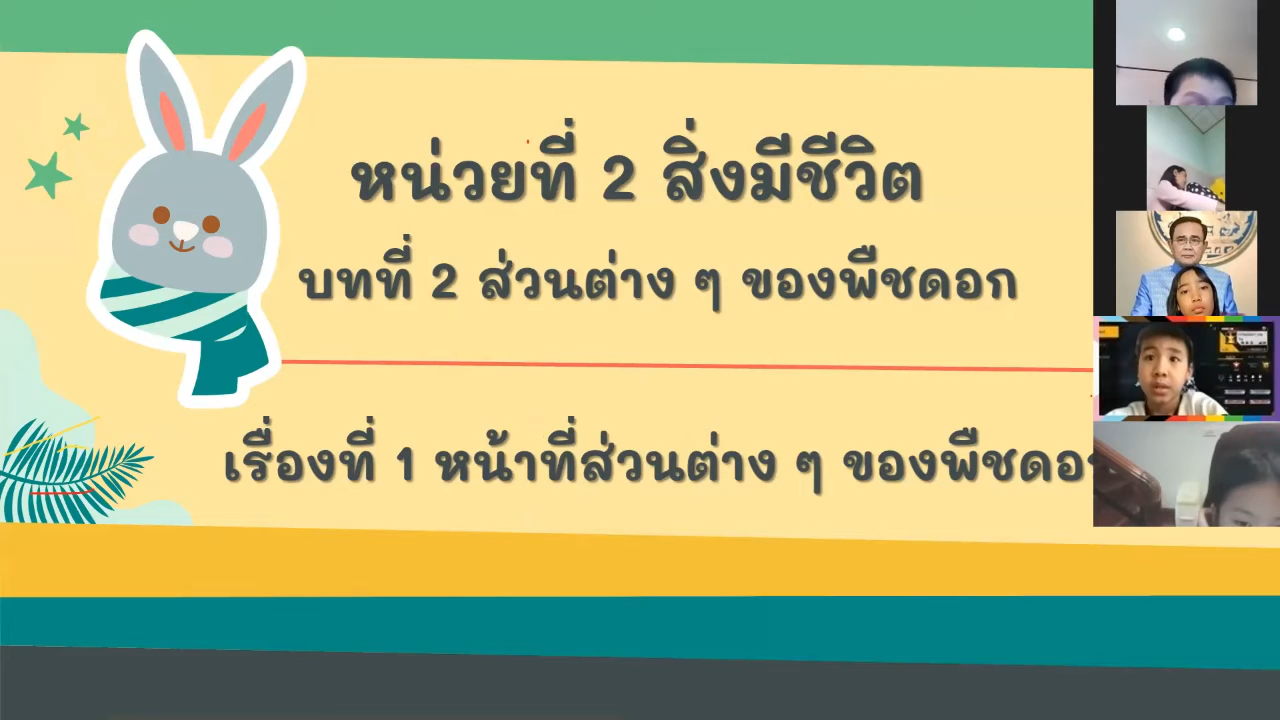 หน่วยที่ 2 สิ่งมีชีวิต
บทที่ 2 ส่วนต่าง ๆ ของพืชดอก
เรื่องที่ 1 หน้าที่ส่วนต่าง ๆ ของพืชดอก